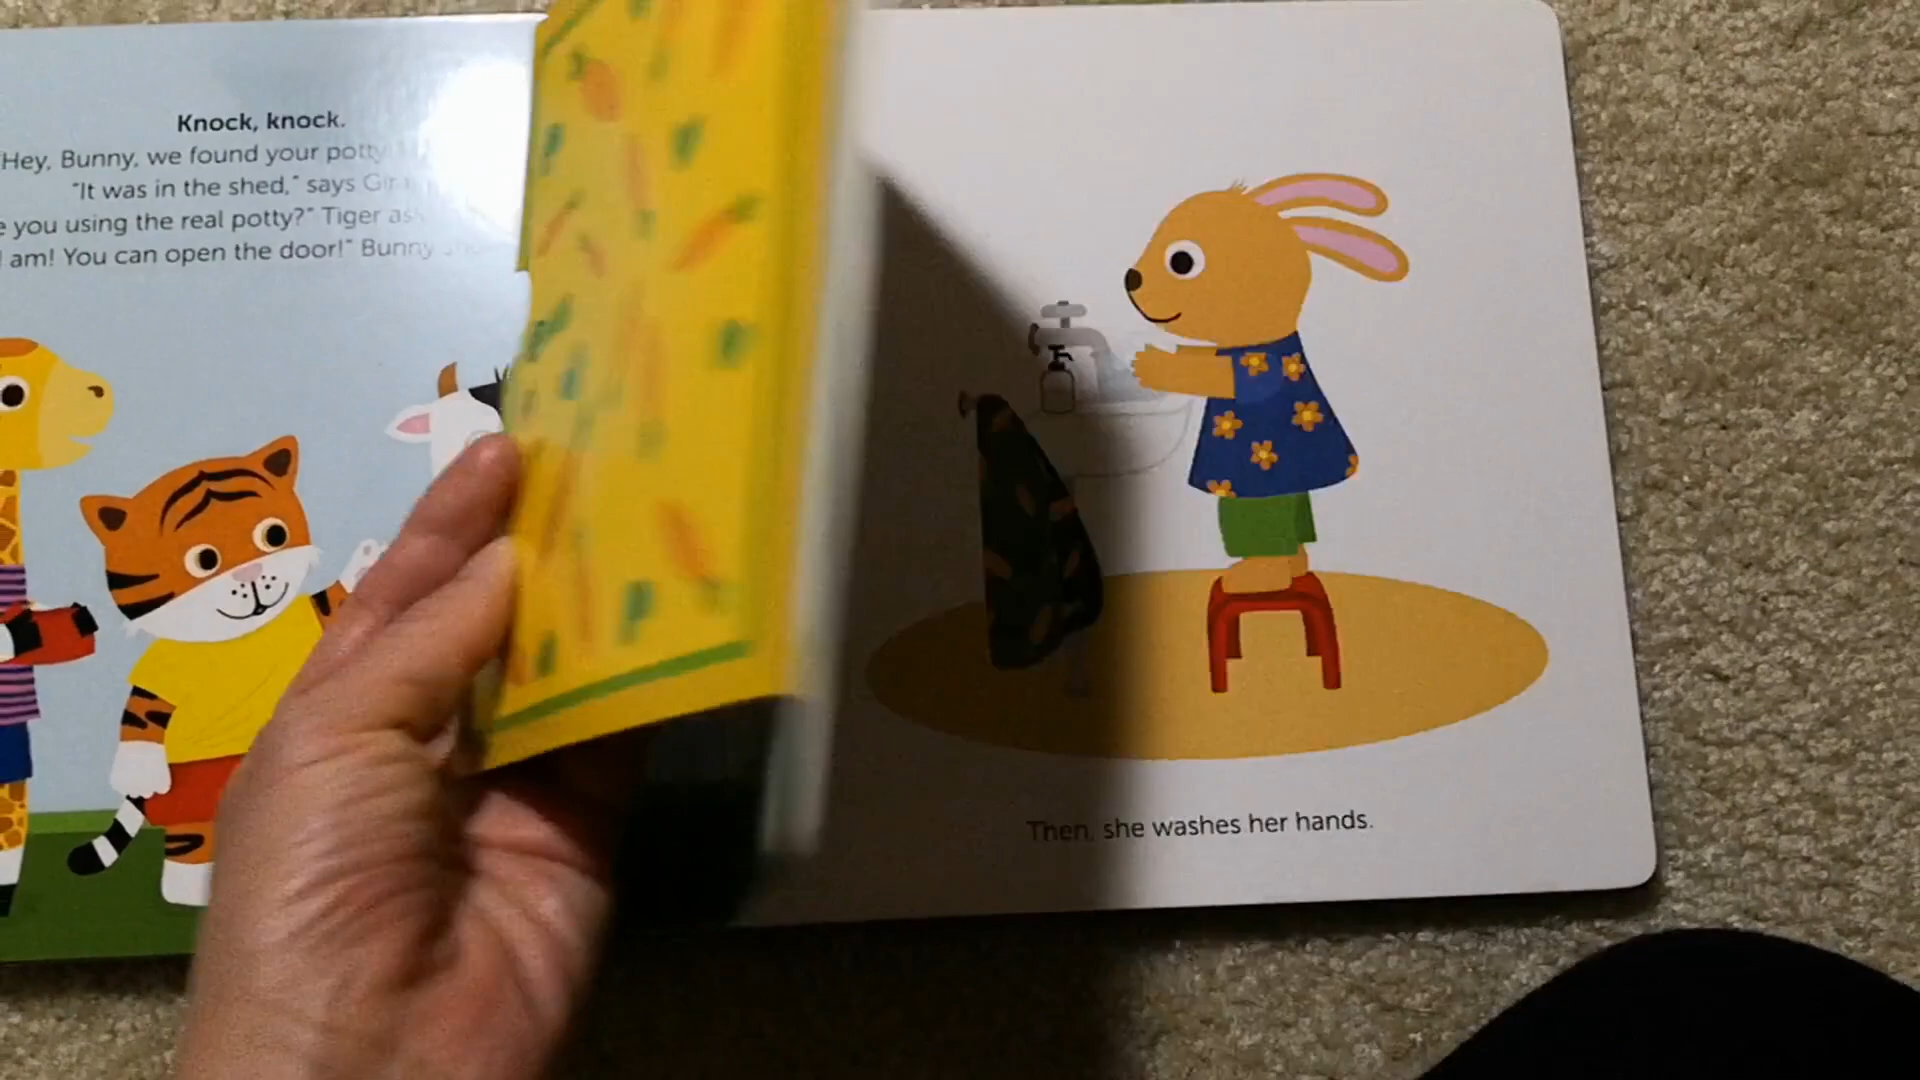 Knock, knock.
Hey, Bunny, we found your potty
"It was in the shed," says
you using the real potty?" Tiger
am! You can open the door!" Bunny
Then, she washes her hands.